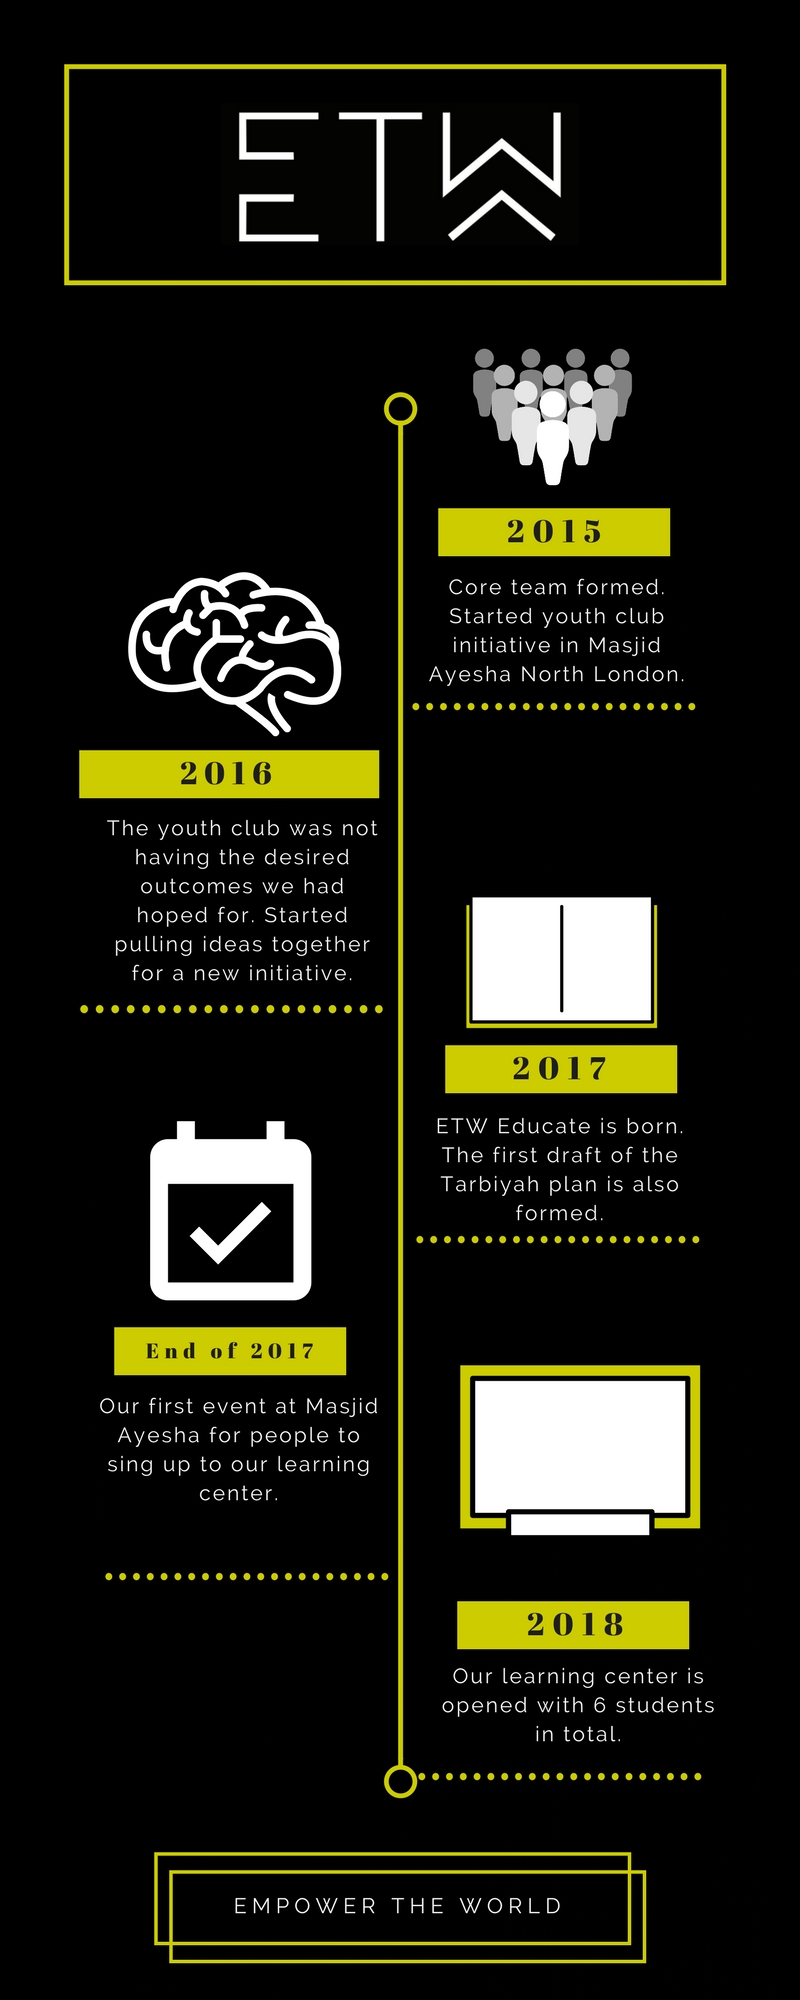 ETW
2015
Core team formed.
Started youth club
initiative in Masjid
Ayesha North London.
2016
The youth club was not
having the desired
outcomes we had
hoped for. Started
pulling ideas together
for a new initiative.
2017
ETW Educate is born.
The first draft of the
Tarbiyah plan is also
formed.
End of 2017
Our first event at Masjid
Ayesha for people to
sing up to our learning
center.
2018
Our learning center is
opened with 6 students
in total.
EMPOWER THE WORLD